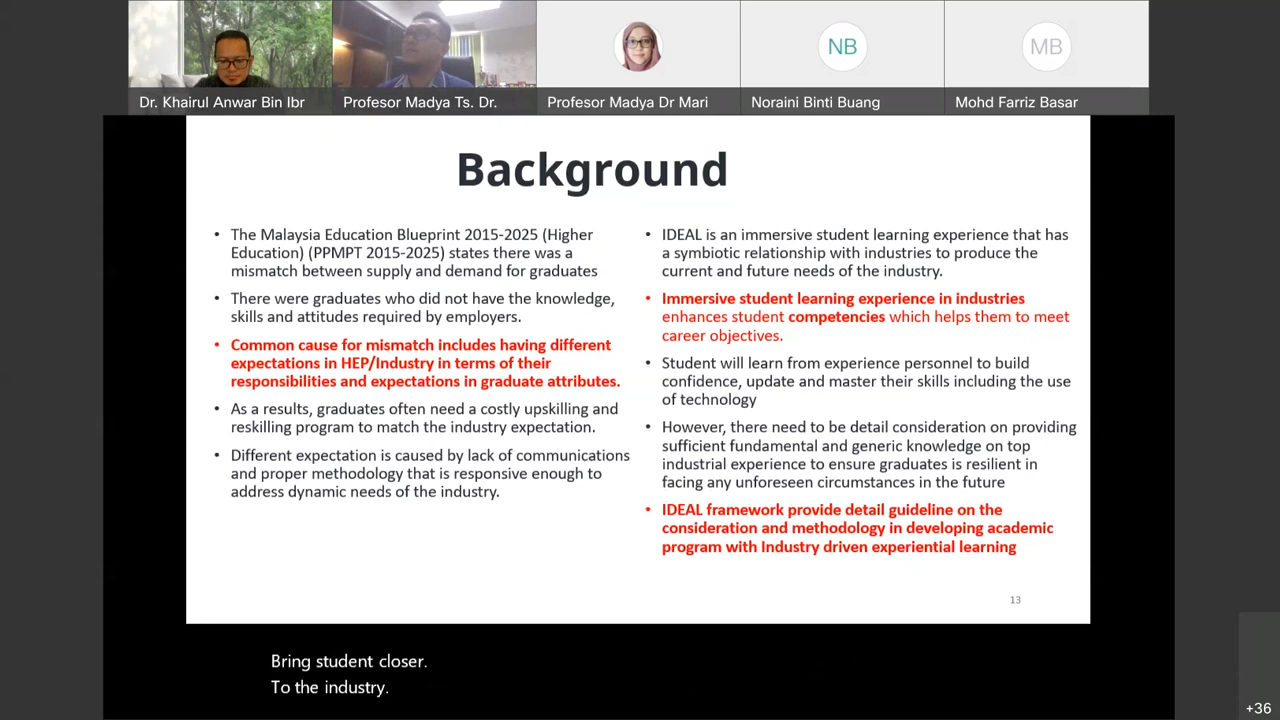 Dr. Khairul Anwar Bin Ibr
Profesor Madya Ts. Dr.
Profesor Madya Dr Mari
NB
Noraini Binti Buang
MB
Mohd Farriz Basar
Background
• The Malaysia Education Blueprint 2015-2025 (Higher
Education) (PPMPT 2015-2025) states there was a
mismatch between supply and demand for graduates
• There were graduates who did not have the knowledge,
skills and attitudes required by employers.
• Common cause for mismatch includes having different
expectations in HEP/Industry in terms of their
responsibilities and expectations in graduate attributes.
• As a results, graduates often need a costly upskilling and
reskilling program to match the industry expectation.
• Different expectation is caused by lack of communications
and proper methodology that is responsive enough to
address dynamic needs of the industry.
• IDEAL is an immersive student learning experience that has
a symbiotic relationship with industries to produce the
current and future needs of the industry.
• Immersive student learning experience in industries
enhances student competencies which helps them to meet
career objectives.
• Student will learn from experience personnel to build
confidence, update and master their skills including the use
of technology
• However, there need to be detail consideration on providing
sufficient fundamental and generic knowledge on top
industrial experience to ensure graduates is resilient in
facing any unforeseen circumstances in the future
• IDEAL framework provide detail guideline on the
consideration and methodology in developing academic
program with Industry driven experiential learning
13
Bring student closer.
To the industry.
+36